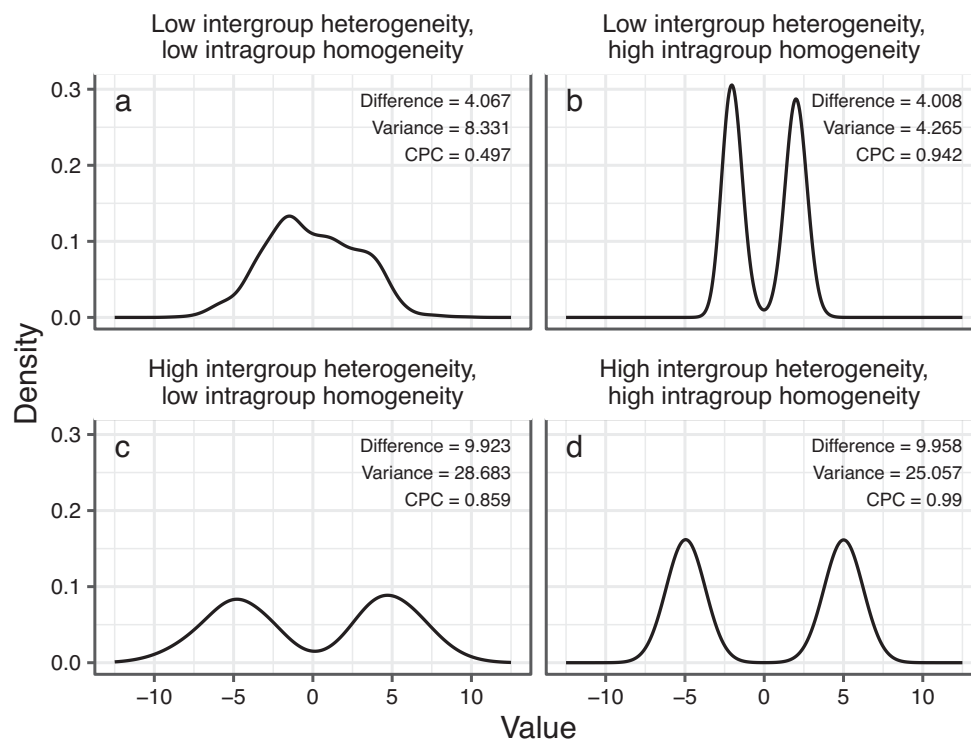 Low intergroup heterogeneity,
low intragroup homogeneity
Low intergroup heterogeneity,
high intragroup homogeneity
a
Difference = 4.067
Variance = 8.331
CPC = 0.497
b
Difference = 4.008
Variance = 4.265
CPC = 0.942
0.3
0.2
0.1
0.0
High intergroup heterogeneity,
low intragroup homogeneity
High intergroup heterogeneity,
high intragroup homogeneity
c
Difference = 9.923
Variance = 28.683
CPC = 0.859
d
Difference = 9.958
Variance = 25.057
CPC = 0.99
0.3
0.2
0.1
0.0
−10 −5 0 5 10
−10 −5 0 5 10
Density
Value